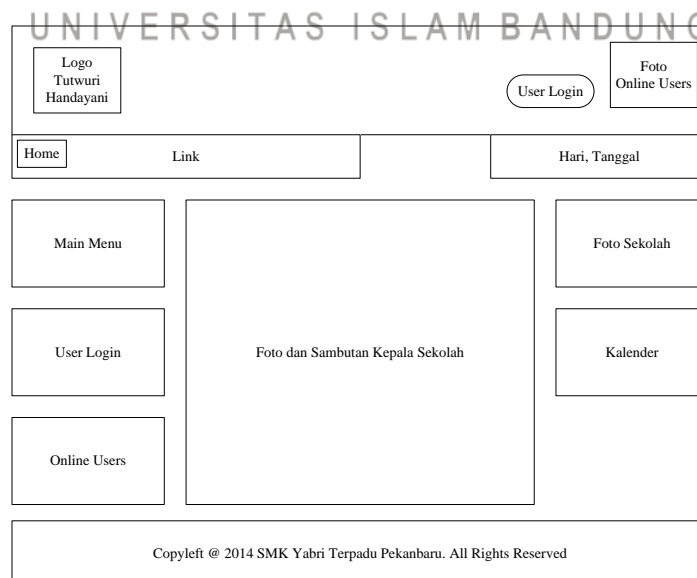 UNIVERSITAS ISLAM BANDUNG
Logo
Tutwuri
Handayani
User Login
Foto
Online Users
Home
Link
Hari, Tanggal
Main Menu
Foto Sekolah
User Login
Foto dan Sambutan Kepala Sekolah
Kalender
Online Users
Copyleft @ 2014 SMK Yabri Terpadu Pekanbaru. All Rights Reserved